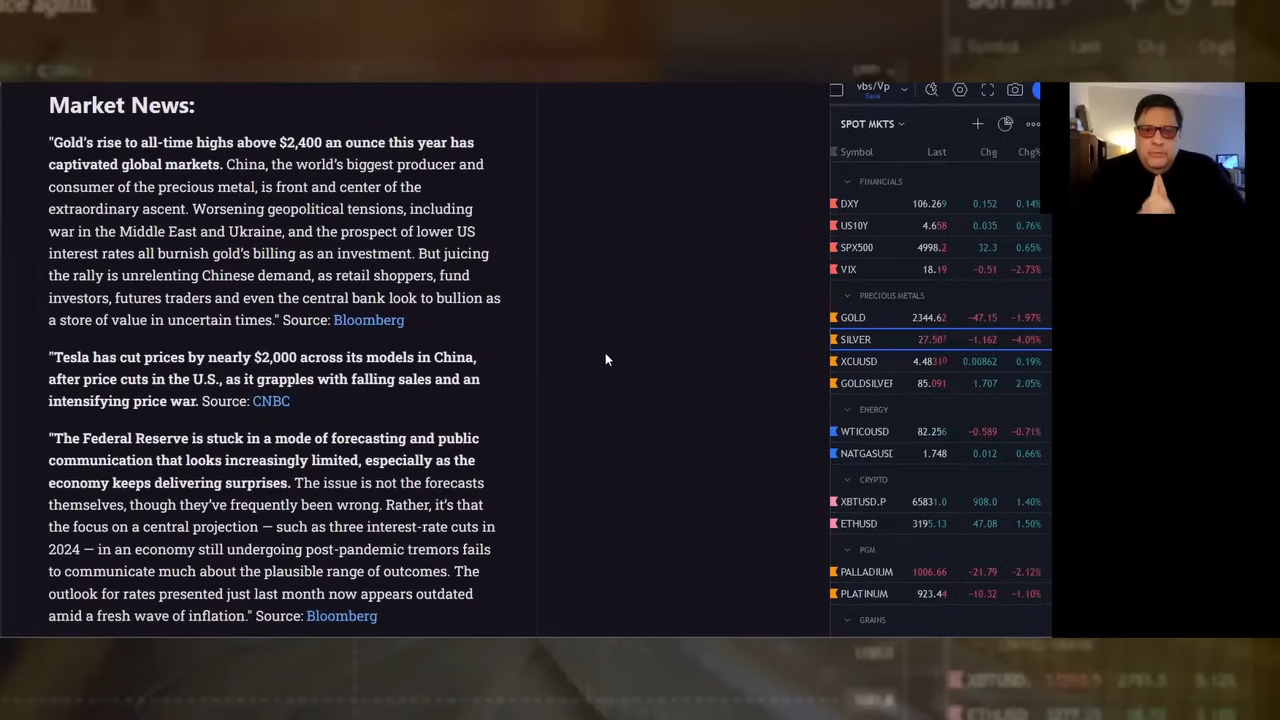 ce again.
SPOT MKTS
Symbol Last Chg Chg%
Market News:
"Gold's rise to all-time highs above $2,400 an ounce this year has
captivated global markets. China, the world's biggest producer and
consumer of the precious metal, is front and center of the
extraordinary ascent. Worsening geopolitical tensions, including
war in the Middle East and Ukraine, and the prospect of lower US
interest rates all burnish gold's billing as an investment. But juicing
the rally is unrelenting Chinese demand, as retail shoppers, fund
investors, futures traders and even the central bank look to bullion as
a store of value in uncertain times." Source: Bloomberg
"Tesla has cut prices by nearly $2,000 across its models in China,
after price cuts in the U.S., as it grapples with falling sales and an
intensifying price war. Source: CNBC
"The Federal Reserve is stuck in a mode of forecasting and public
communication that looks increasingly limited, especially as the
economy keeps delivering surprises. The issue is not the forecasts
themselves, though they've frequently been wrong. Rather, it's that
the focus on a central projection — such as three interest-rate cuts in
2024 — in an economy still undergoing post-pandemic tremors fails
to communicate much about the plausible range of outcomes. The
outlook for rates presented just last month now appears outdated
amid a fresh wave of inflation." Source: Bloomberg
vbs/Vp
Save
SPOT MKTS
Symbol Last Chg Chg%
FINANCIALS
DXY 106.269 0.152 0.14%
US10Y 4.658 0.035 0.76%
SPX500 4998.2 32.3 0.65%
VIX 18.19 −0.51 −2.73%
PRECIOUS METALS
GOLD 2344.62 −47.15 −1.97%
SILVER 27.507 −1.162 −4.05%
XCUUSD 4.48310 0.00862 0.19%
GOLDSILVER 85.091 1.707 2.05%
ENERGY
WTICOUSD 82.256 −0.589 −0.71%
NATGASUSD 1.748 0.012 0.66%
CRYPTO
XBTUSD.P 65831.0 908.0 1.40%
ETHUSD 3195.13 47.08 1.50%
PGM
PALLADIUM 1006.66 −21.79 −2.12%
PLATINUM 923.44 −10.32 −1.10%
GRAINS